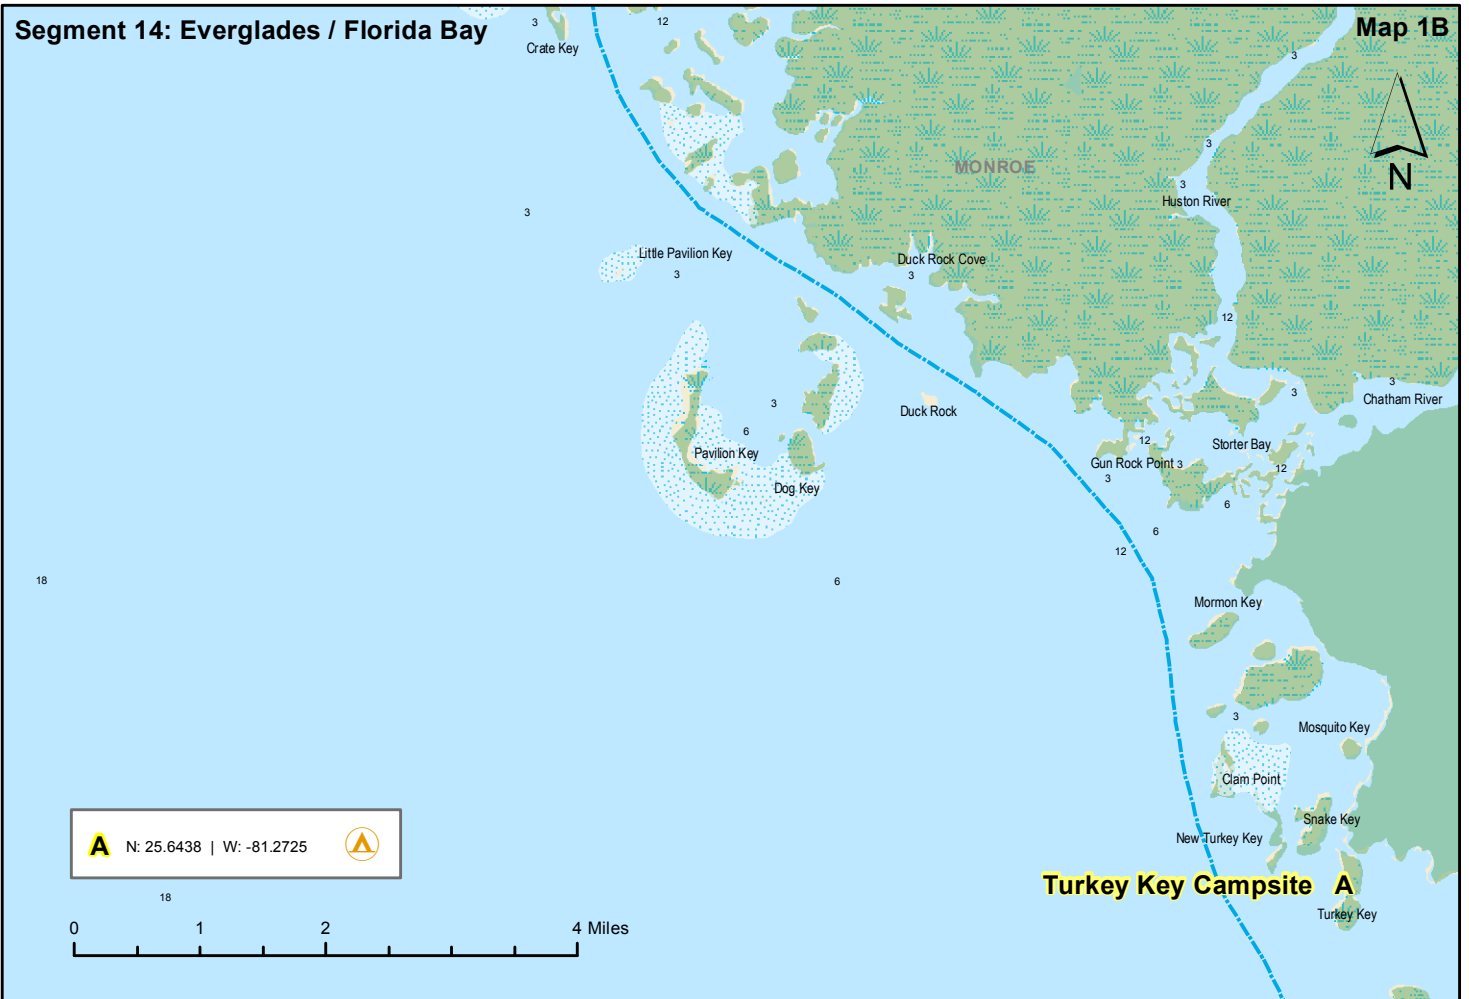 Segment 14: Everglades / Florida Bay
Map 1B
3
12
Crate Key
3
3
MONROE
3
N
3
Huston River
3
Little Pavilion Key
3
Duck Rock Cove
3
12
3
Chatham River
3
3
Duck Rock
6
Pavilion Key
12
Storter Bay
Gun Rock Point 3
3
12
Dog Key
6
6
12
18
6
Mormon Key
3
Mosquito Key
Clam Point
Snake Key
New Turkey Key
A N: 25.6438 | W: -81.2725
Turkey Key Campsite A
Turkey Key
18
0 1 2 4 Miles